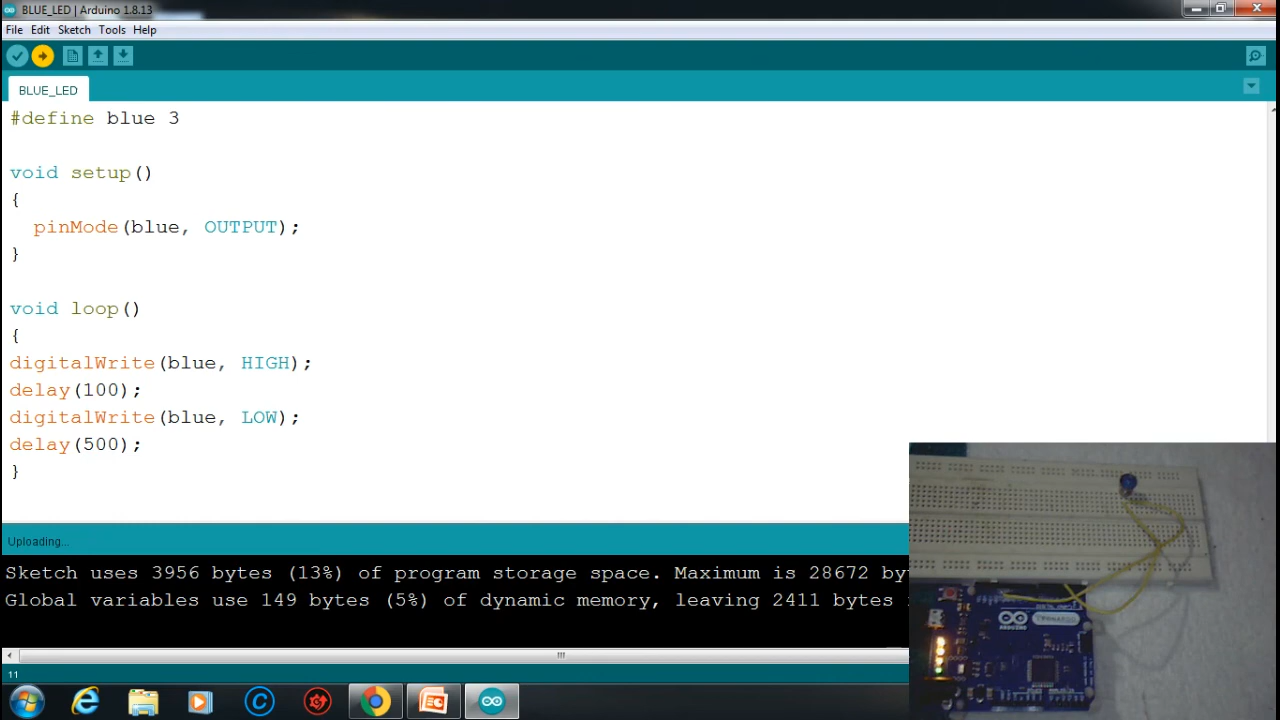 BLUE_LED | Arduino 1.8.13
File Edit Sketch Tools Help
BLUE_LED
#define blue 3
void setup()
{
pinMode(blue, OUTPUT);
}
void loop()
{
digitalWrite(blue, HIGH);
delay(100);
digitalWrite(blue, LOW);
delay(500);
}
Uploading...
Sketch uses 3956 bytes (13%) of program storage space. Maximum is 28672 by
Global variables use 149 bytes (5%) of dynamic memory, leaving 2411 bytes
11
ARDUINO
LEONARDO